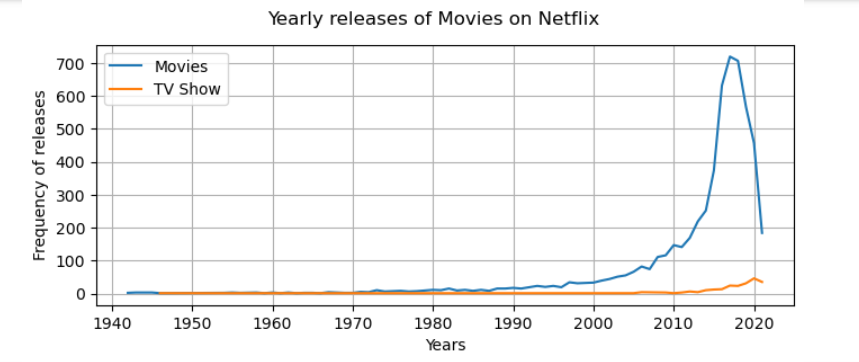 Yearly releases of Movies on Netflix
Movies
TV Show
Frequency of releases
700
600
500
400
300
200
100
0
1940 1950 1960 1970 1980 1990 2000 2010 2020
Years